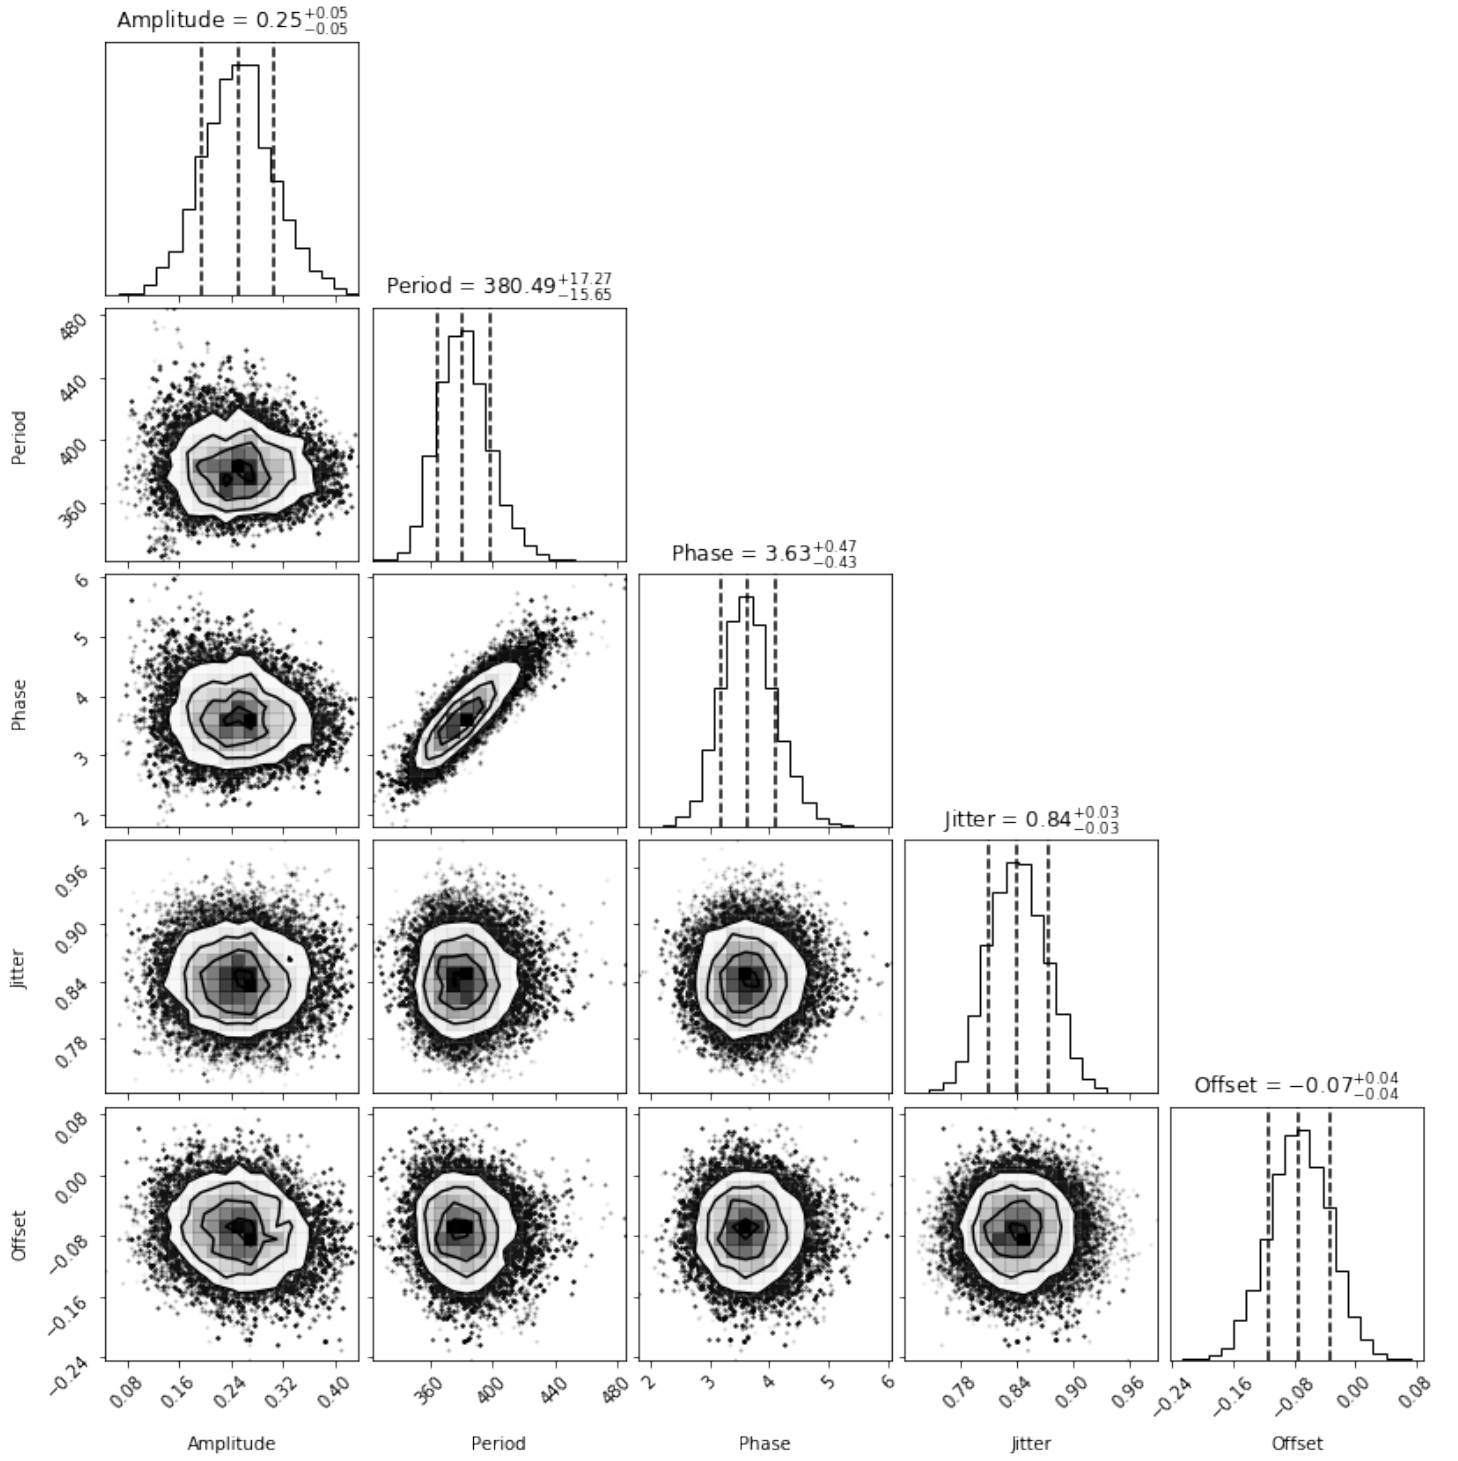 Amplitude = 0.25 +0.05 −0.05
Period = 380.49 +17.27 −15.65
480
440
400
360
Period
Phase = 3.63 +0.47 −0.43
6
5
4
3
2
Phase
Jitter = 0.84 +0.03 −0.03
0.96
0.90
0.84
0.78
Jitter
Offset = −0.07 +0.04 −0.04
0.08
0.00
−0.08
−0.16
−0.24
Offset
0.08 0.16 0.24 0.32 0.40 360 400 440 480 2 3 4 5 6 0.78 0.84 0.90 0.96 −0.24 −0.16 −0.08 0.00 0.08
Amplitude Period Phase Jitter Offset